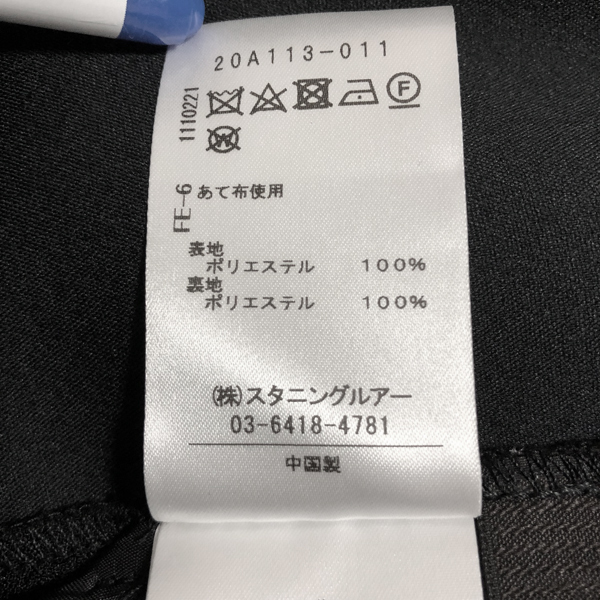 20A113-011
1110221
F
W
FE-6
あて布使用
表地
ポリエステル 100%
裏地
ポリエステル 100%
(株)スタニングルアー
03-6418-4781
中国製